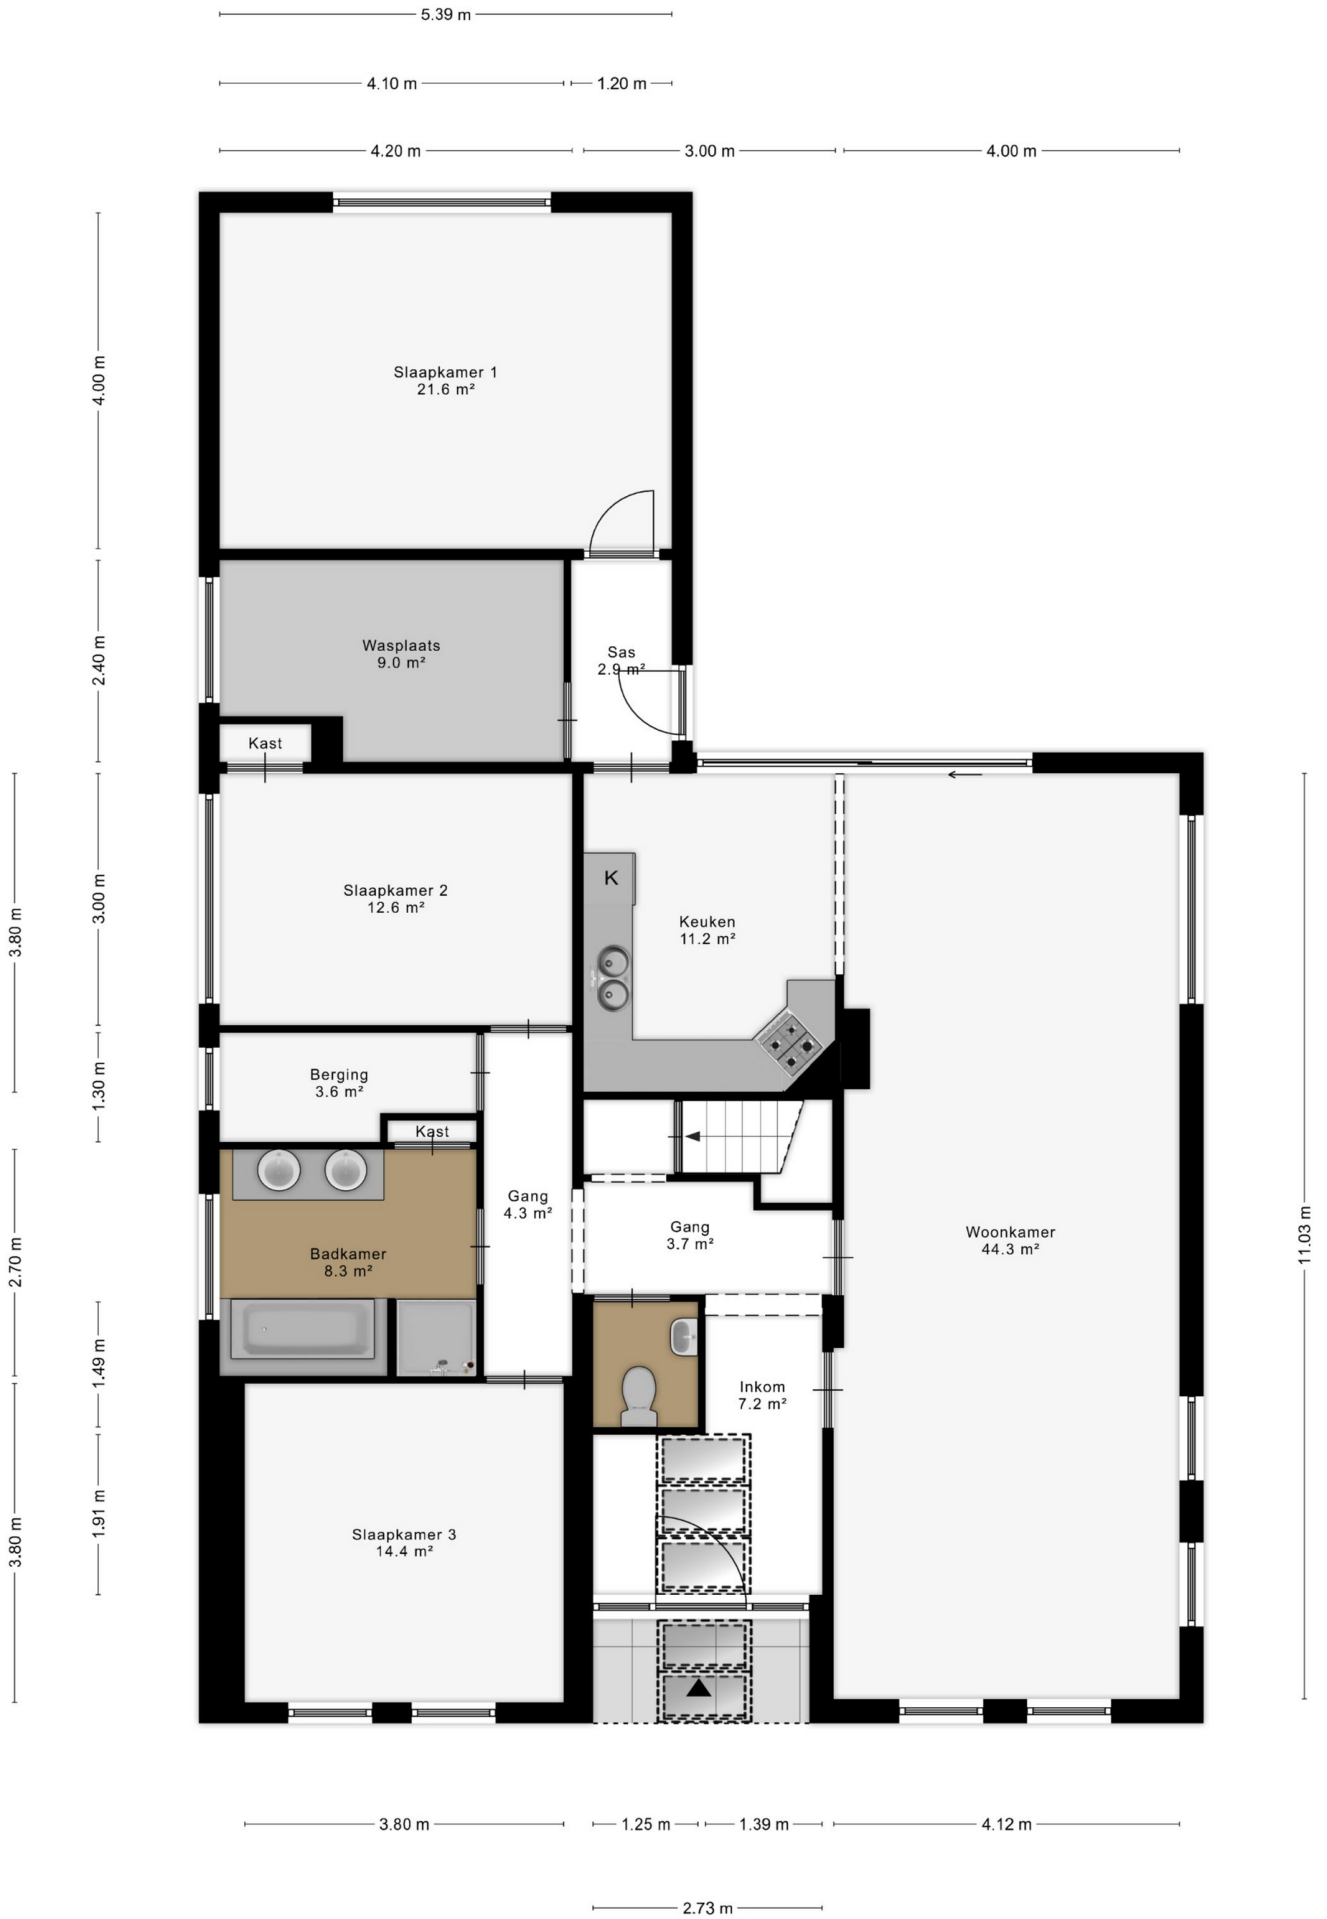 5.39 m
4.10 m
1.20 m
4.20 m
3.00 m
4.00 m
4.00 m
Slaapkamer 1
21.6 m²
2.40 m
Wasplaats
9.0 m²
Sas
2.9 m²
Kast
3.80 m
3.00 m
Slaapkamer 2
12.6 m²
K
Keuken
11.2 m²
1.30 m
Berging
3.6 m²
Kast
2.70 m
Badkamer
8.3 m²
Gang
4.3 m²
Gang
3.7 m²
Woonkamer
44.3 m²
11.03 m
1.49 m
Inkom
7.2 m²
3.80 m
1.91 m
Slaapkamer 3
14.4 m²
3.80 m
1.25 m
1.39 m
4.12 m
2.73 m